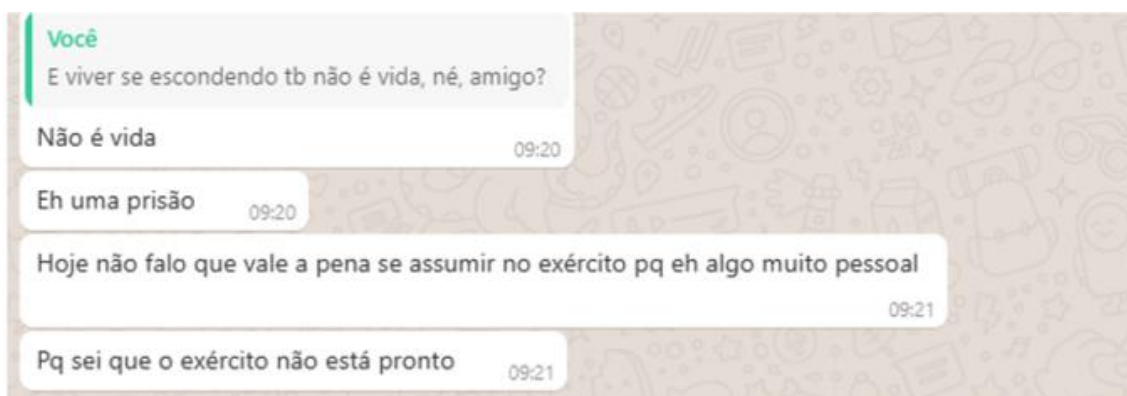 Você
E viver se escondendo tb não é vida, né, amigo?
Não é vida
09:20
Eh uma prisão
09:20
Hoje não falo que vale a pena se assumir no exército pq eh algo muito pessoal
09:21
Pq sei que o exército não está pronto
09:21